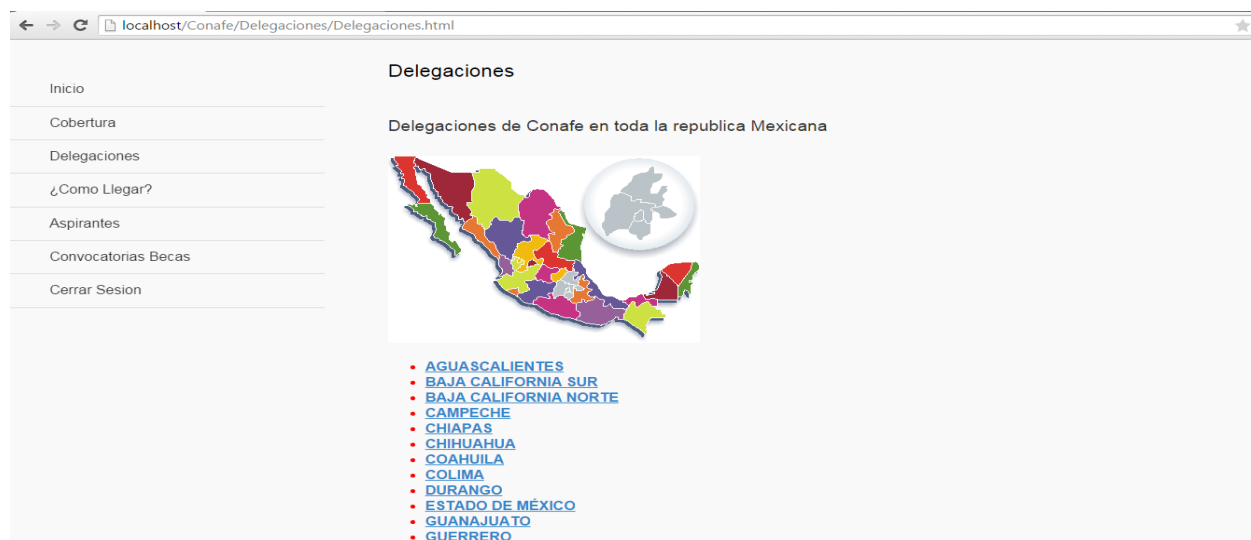 localhost/Conafe/Delegaciones/Delegaciones.html
Inicio
Cobertura
Delegaciones
¿Como Llegar?
Aspirantes
Convocatorias Becas
Cerrar Sesion
Delegaciones
Delegaciones de Conafe en toda la republica Mexicana
AGUASCALIENTES
BAJA CALIFORNIA SUR
BAJA CALIFORNIA NORTE
CAMPECHE
CHIAPAS
CHIHUAHUA
COAHUILA
COLIMA
DURANGO
ESTADO DE MÉXICO
GUANAJUATO
GUERRERO